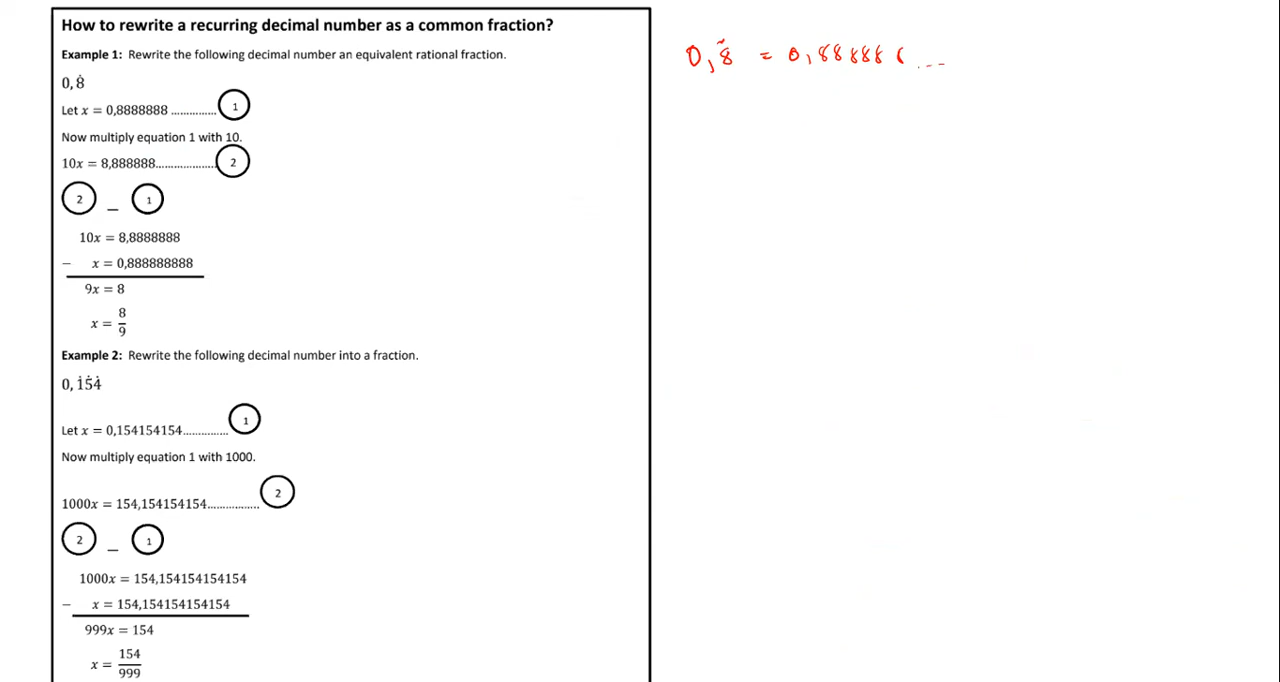 How to rewrite a recurring decimal number as a common fraction?
Example 1: Rewrite the following decimal number an equivalent rational fraction.
0,8̇
Let x = 0,8888888 ............... 1
Now multiply equation 1 with 10.
10x = 8,888888.................... 2
2 _ 1
10x = 8,8888888
− x = 0,888888888
9x = 8
x = 8/9
Example 2: Rewrite the following decimal number into a fraction.
0, 1̇5̇4̇
Let x = 0,154154154............... 1
Now multiply equation 1 with 1000.
1000x = 154,154154154................. 2
2 _ 1
1000x = 154,154154154154
− x = 154,154154154154
999x = 154
x = 154/999
0,8̇ = 0,88888 ...